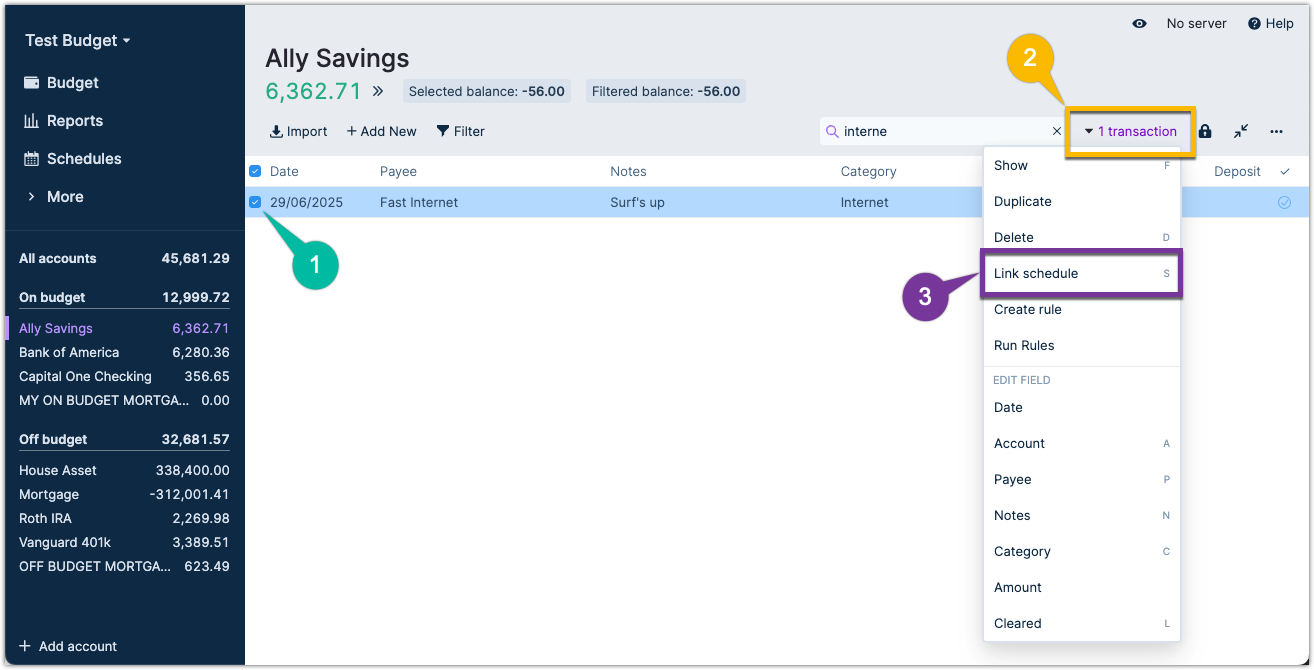 Test Budget
Budget
Reports
Schedules
More
All accounts 45,681.29
On budget 12,999.72
Ally Savings 6,362.71
Bank of America 6,280.36
Capital One Checking 356.65
MY ON BUDGET MORTGA... 0.00
Off budget 32,681.57
House Asset 338,400.00
Mortgage -312,001.41
Roth IRA 2,269.98
Vanguard 401k 3,389.51
OFF BUDGET MORTGA... 623.49
+ Add account
No server Help
Ally Savings
6,362.71 Selected balance: -56.00 Filtered balance: -56.00
Import + Add New Filter interne 1 transaction
Date Payee Notes Category Deposit
29/06/2025 Fast Internet Surf's up Internet
1
2
3
Show F
Duplicate
Delete D
Link schedule S
Create rule
Run Rules
EDIT FIELD
Date
Account A
Payee P
Notes N
Category C
Amount
Cleared L